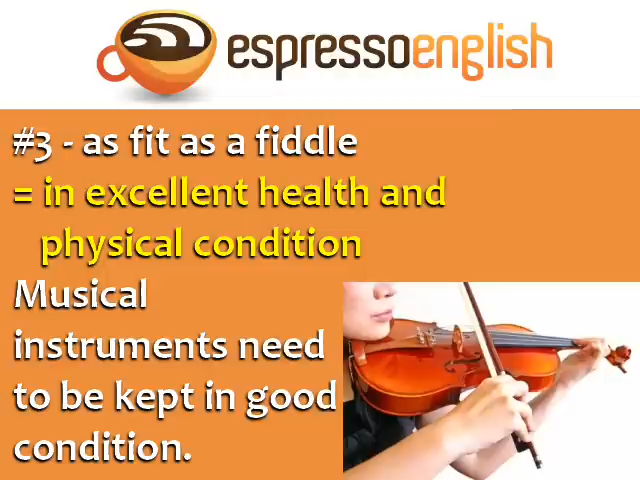 espressoenglish
#3 - as fit as a fiddle
= in excellent health and
physical condition
Musical
instruments need
to be kept in good
condition.